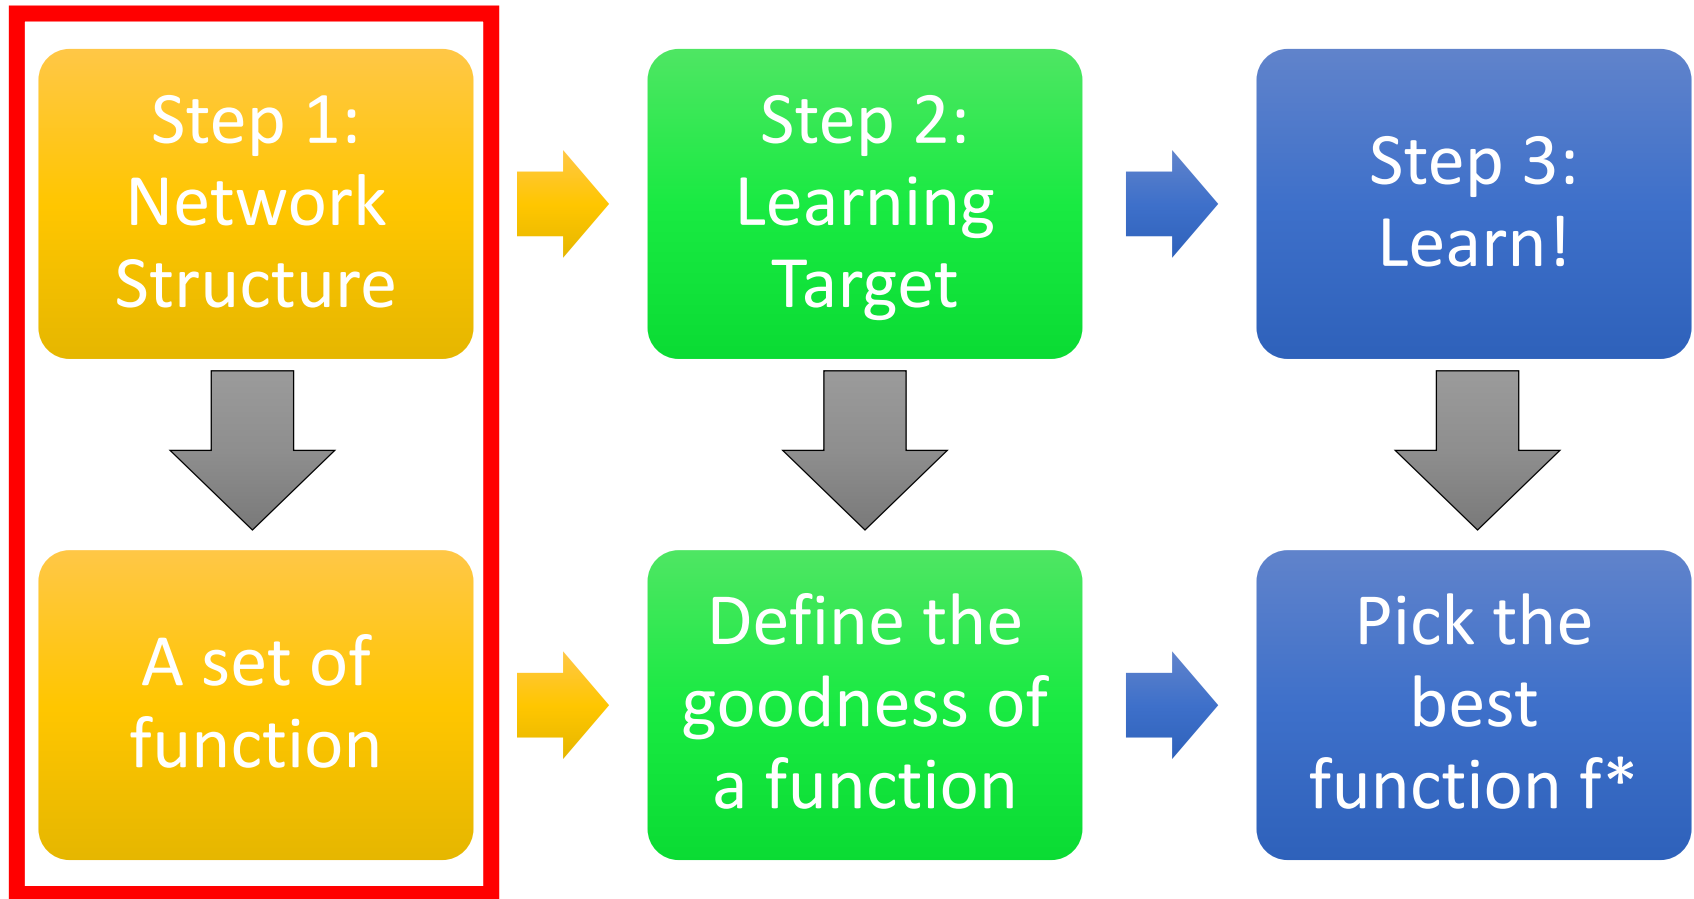 Step 1:
Network
Structure
Step 2:
Learning
Target
Step 3:
Learn!
A set of
function
Define the
goodness of
a function
Pick the
best
function f*